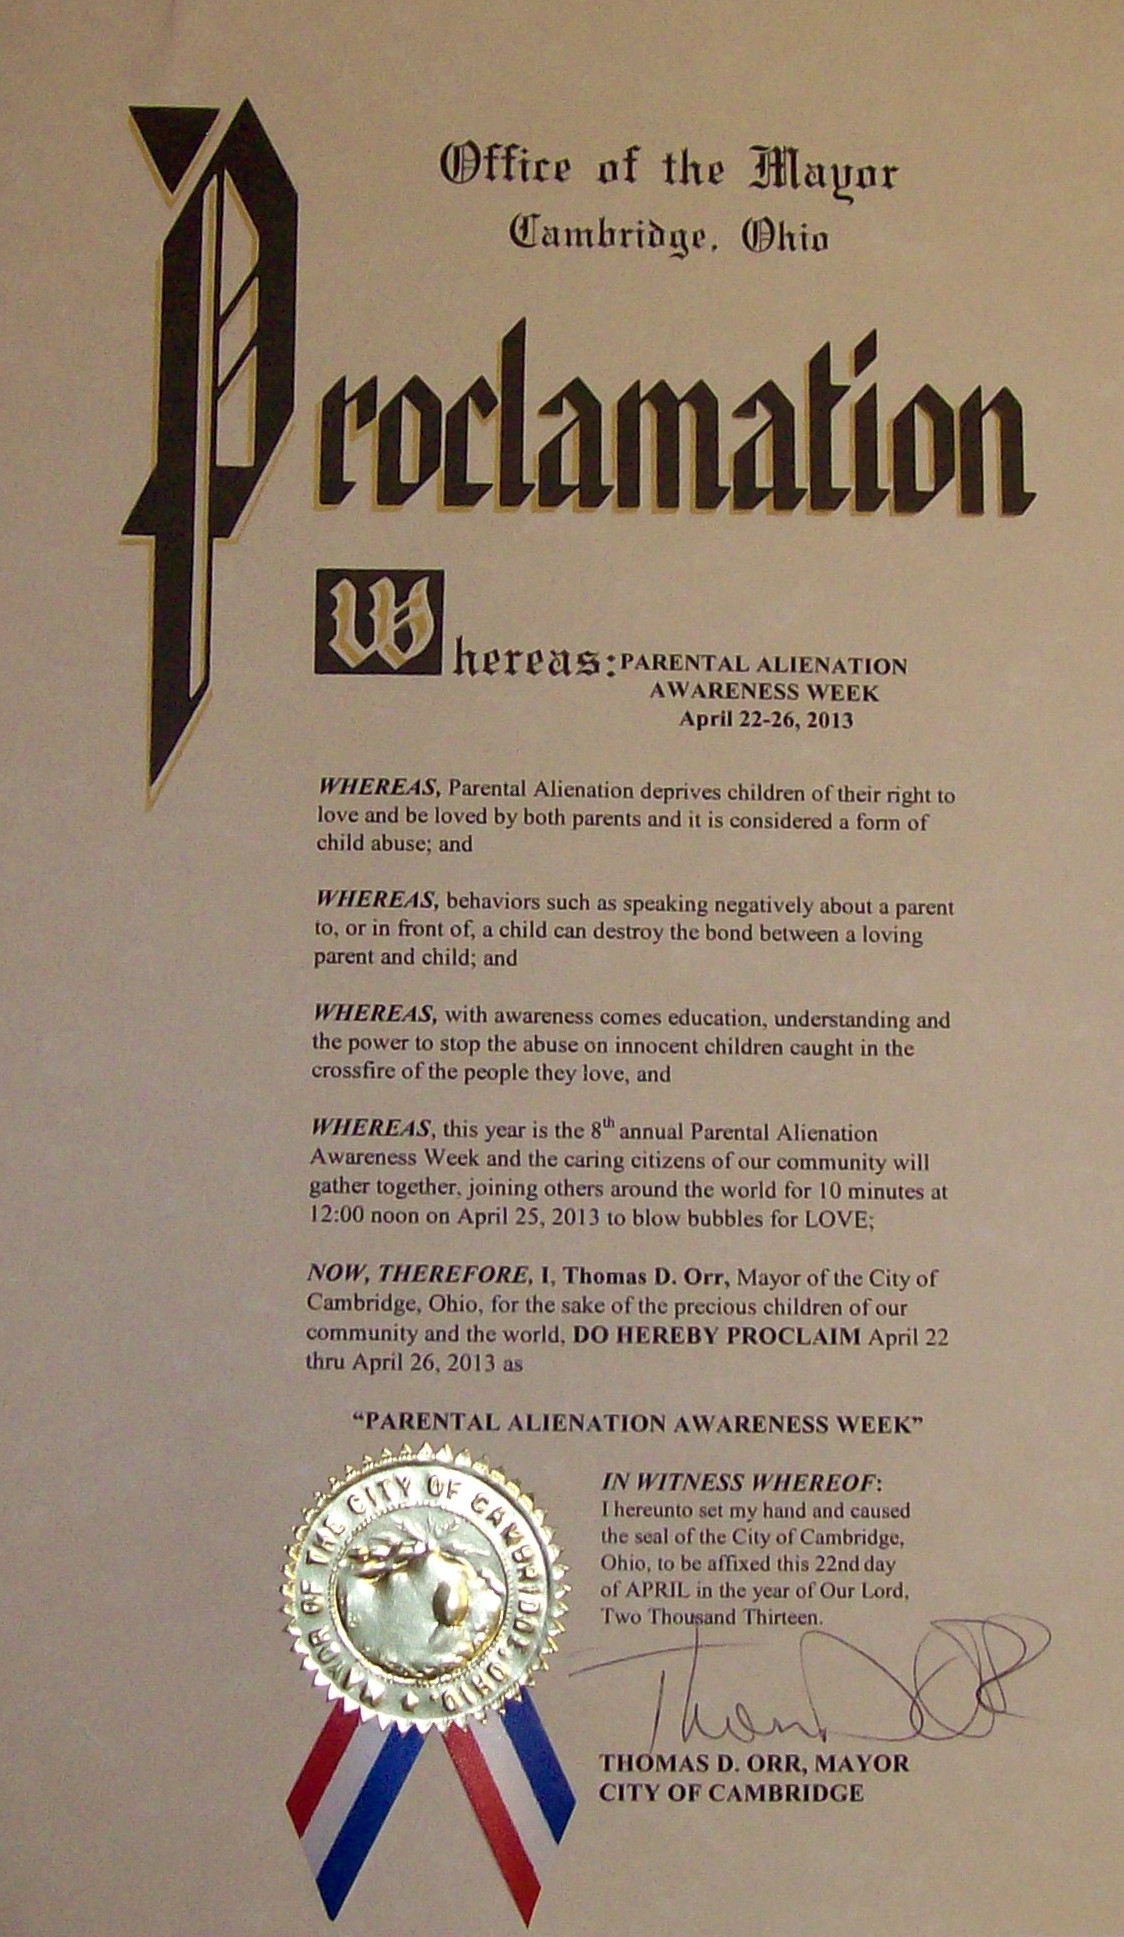 Office of the Mayor
Cambridge, Ohio
Proclamation
Whereas: PARENTAL ALIENATION
AWARENESS WEEK
April 22-26, 2013
WHEREAS, Parental Alienation deprives children of their right to
love and be loved by both parents and it is considered a form of
child abuse; and
WHEREAS, behaviors such as speaking negatively about a parent
to, or in front of, a child can destroy the bond between a loving
parent and child; and
WHEREAS, with awareness comes education, understanding and
the power to stop the abuse on innocent children caught in the
crossfire of the people they love, and
WHEREAS, this year is the 8th annual Parental Alienation
Awareness Week and the caring citizens of our community will
gather together, joining others around the world for 10 minutes at
12:00 noon on April 25, 2013 to blow bubbles for LOVE;
NOW, THEREFORE, I, Thomas D. Orr, Mayor of the City of
Cambridge, Ohio, for the sake of the precious children of our
community and the world, DO HEREBY PROCLAIM April 22
thru April 26, 2013 as
“PARENTAL ALIENATION AWARENESS WEEK”
MAYOR OF THE CITY OF CAMBRIDGE, OHIO.
IN WITNESS WHEREOF:
I hereunto set my hand and caused
the seal of the City of Cambridge,
Ohio, to be affixed this 22nd day
of APRIL in the year of Our Lord,
Two Thousand Thirteen.
Thomas D Orr
THOMAS D. ORR, MAYOR
CITY OF CAMBRIDGE